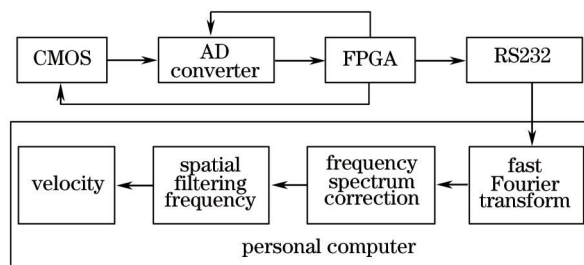 CMOS
AD
converter
FPGA
RS232
velocity
spatial
filtering
frequency
frequency
spectrum
correction
fast
Fourier
transform
personal computer